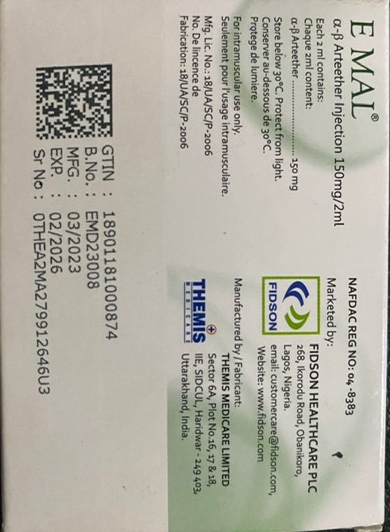 E MAL®
α-β Arteether Injection 150mg/2ml
Each 2 ml contains:
Chaque 2ml content:
α-β Arteether................ 150 mg
Store below 30°C. Protect from light.
Conserver au-dessous de 30°C.
Protege de lamiere.
For intramuscular use only.
Seulement pour l'usage intramusculaire.
Mfg. Lic. No.: 18/UA/SC/P-2006
No. De lincence de
Fabrication: 18/UA/SC/P-2006
NAFDAC REG NO: 04-8383
Marketed by:
FIDSON
FIDSON HEALTHCARE PLC
268, Ikorodu Road, Obanikoro,
Lagos, Nigeria.
email: customercare@fidson.com,
Website: www.fidson.com
Manufactured by / Fabricant:
THEMIS
MEDICARE
THEMIS MEDICARE LIMITED
Sector 6A, Plot No.16, 17 & 18,
IIE, SIDCUL, Haridwar - 249 403,
Uttarakhand, India.
GTIN : 18901181000874
B.No. : EMD23008
MFG. : 03/2023
EXP. : 02/2026
Sr No : 0THEA2MA279912646U3